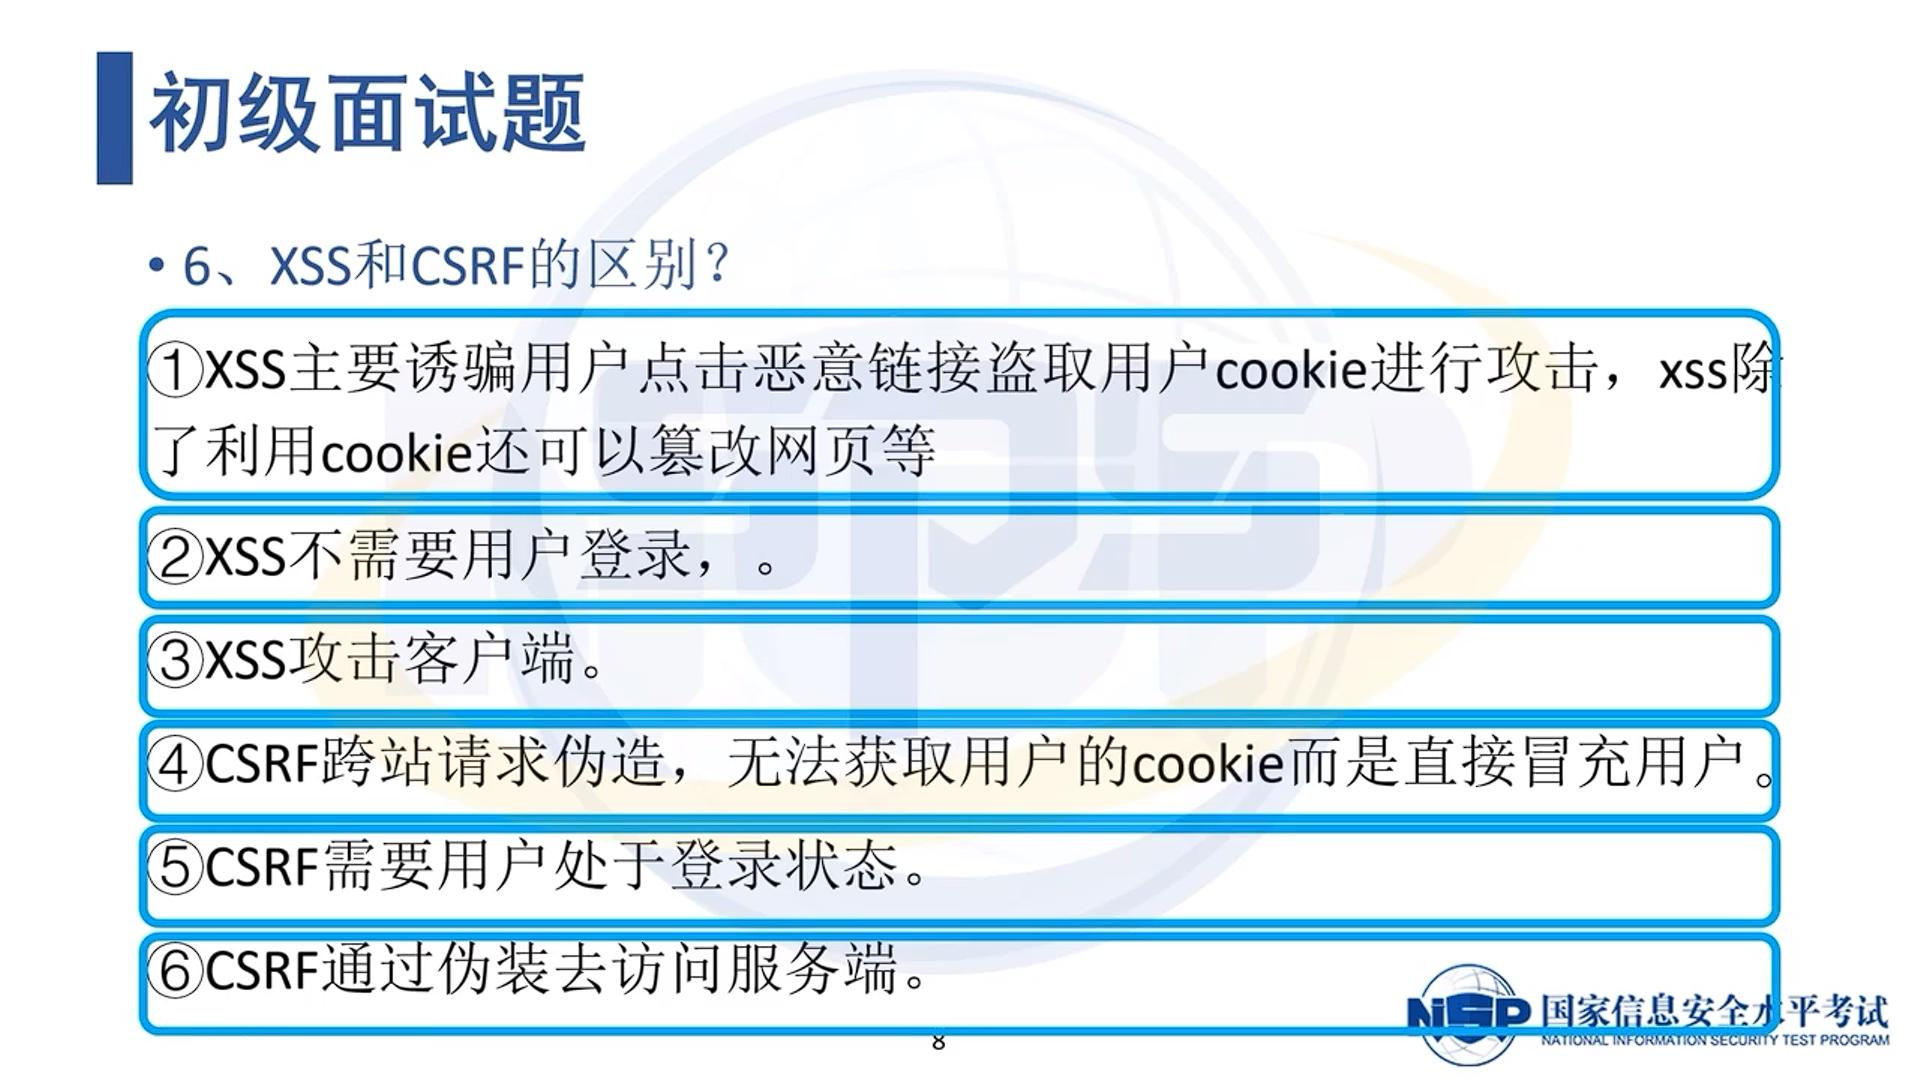 初级面试题
• 6、XSS和CSRF的区别？
①XSS主要诱骗用户点击恶意链接盗取用户cookie进行攻击，xss除
了利用cookie还可以篡改网页等
②XSS不需要用户登录，。
③XSS攻击客户端。
④CSRF跨站请求伪造，无法获取用户的cookie而是直接冒充用户。
⑤CSRF需要用户处于登录状态。
⑥CSRF通过伪装去访问服务端。
8
NISP 国家信息安全水平考试
NATIONAL INFORMATION SECURITY TEST PROGRAM